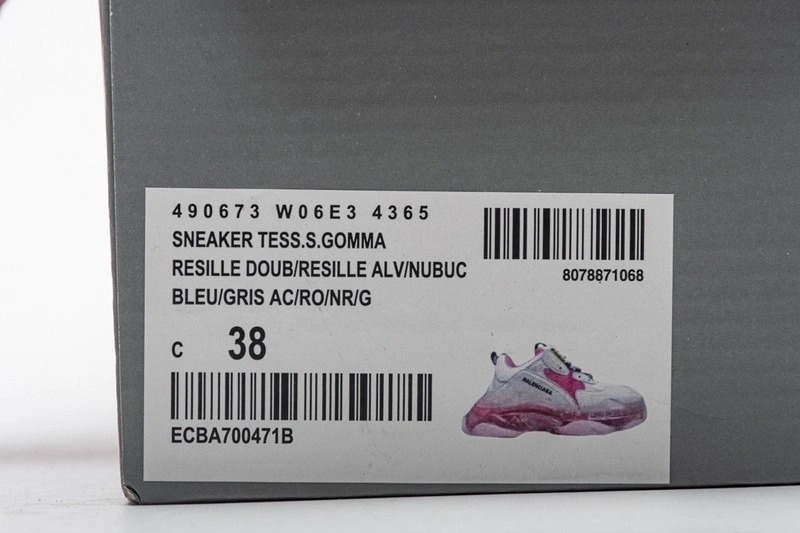 490673 W06E3 4365
SNEAKER TESS.S.GOMMA
RESILLE DOUB/RESILLE ALV/NUBUC
BLEU/GRIS AC/RO/NR/G
8078871068
C 38
ECBA700471B
BALENCIAGA